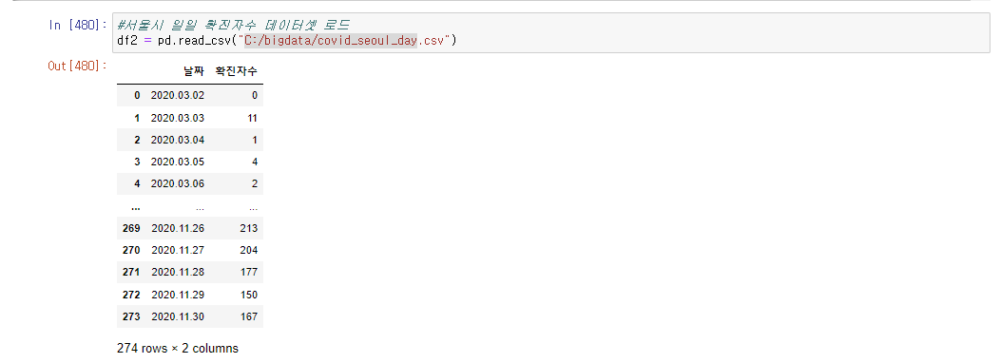 In [480]: #서울시 일일 확진자수 데이터셋 로드
df2 = pd.read_csv("C:/bigdata/covid_seoul_day.csv")
Out[480]:
날짜 확진자수
0 2020.03.02 0
1 2020.03.03 11
2 2020.03.04 1
3 2020.03.05 4
4 2020.03.06 2
... ... ...
269 2020.11.26 213
270 2020.11.27 204
271 2020.11.28 177
272 2020.11.29 150
273 2020.11.30 167
274 rows × 2 columns